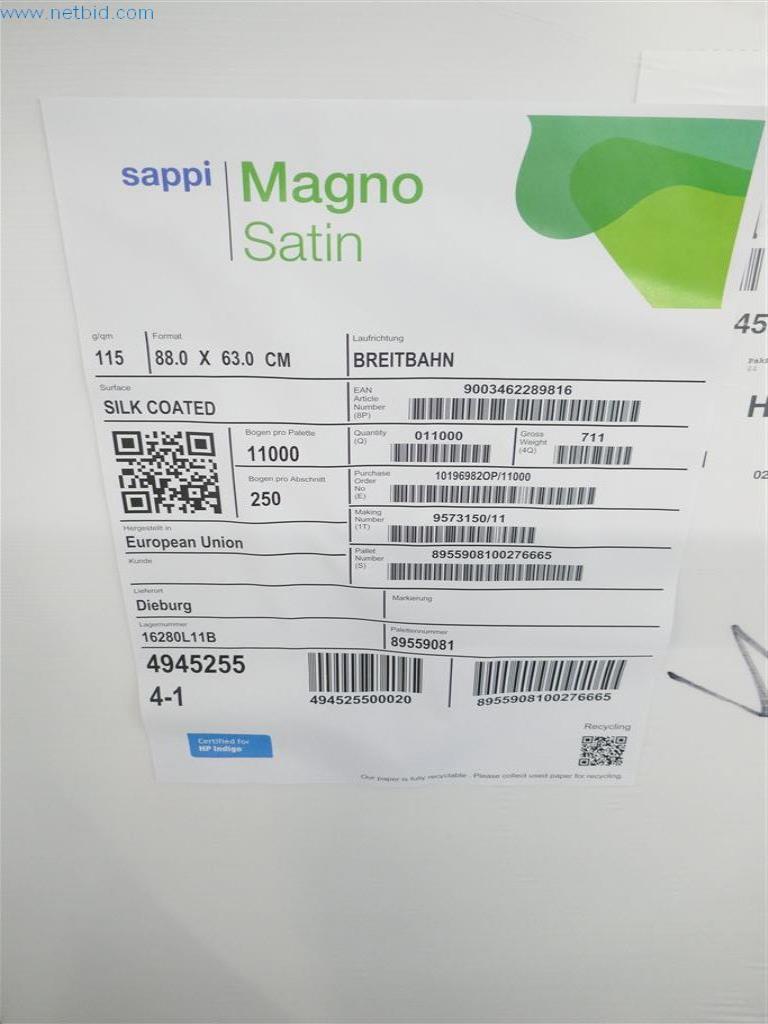 www.netbid.com
sappi
Magno
Satin
g/qm
115
Format
88.0 X 63.0 CM
Laufrichtung
BREITBAHN
Surface
SILK COATED
EAN
Article
Number
(8P)
9003462289816
Bogen pro Palette
11000
Quantity
(Q)
011000
Gross
Weight
(4Q)
711
Bogen pro Abschnitt
250
Purchase
Order
No
(E)
10196982OP/11000
Making
Number
(1T)
9573150/11
Hergestellt in
European Union
Pallet
Number
(S)
8955908100276665
Kunde
Lieferort
Dieburg
Markierung
Lagernummer
16280L11B
Palettennummer
89559081
4945255
4-1
494525500020
8955908100276665
Certified for
HP Indigo
Recycling
Our paper is fully recyclable - Please collect used paper for recycling.
45
H
02